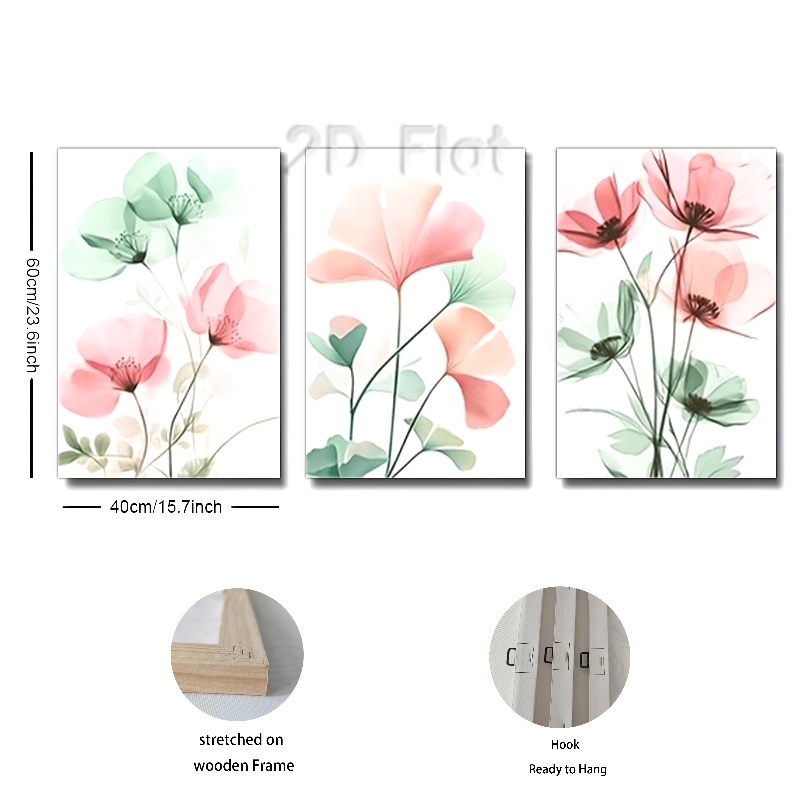 2D Flat
60cm/23.6inch
40cm/15.7inch
stretched on
wooden Frame
Hook
Ready to Hang